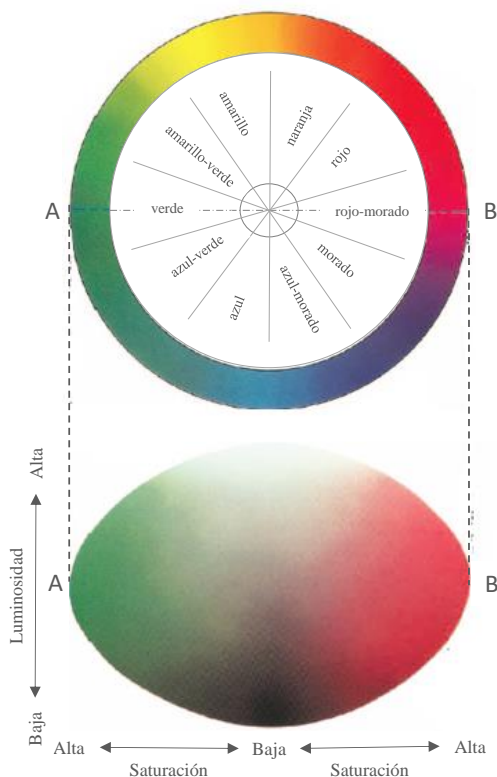 amarillo
naranja
amarillo-verde
rojo
A
verde
rojo-morado
B
azul-verde
morado
azul
azul-morado
Alta
Luminosidad
Baja
A
B
Alta
Baja
Alta
Saturación
Saturación